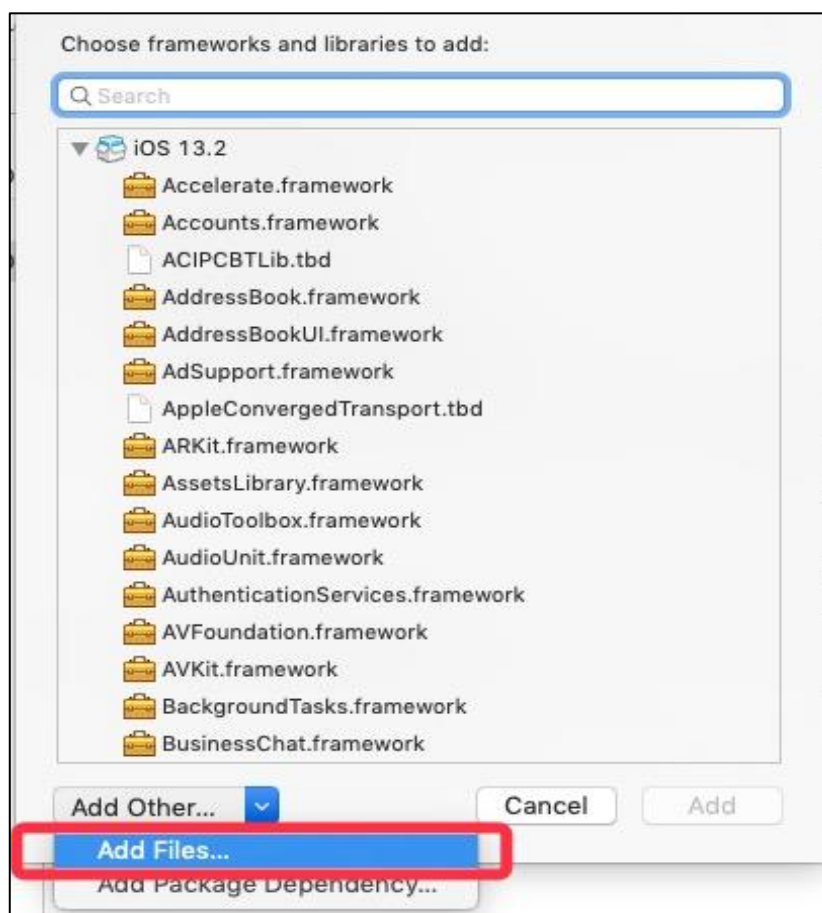 Choose frameworks and libraries to add:
Search
iOS 13.2
Accelerate.framework
Accounts.framework
ACIPCBTLib.tbd
AddressBook.framework
AddressBookUI.framework
AdSupport.framework
AppleConvergedTransport.tbd
ARKit.framework
AssetsLibrary.framework
AudioToolbox.framework
AudioUnit.framework
AuthenticationServices.framework
AVFoundation.framework
AVKit.framework
BackgroundTasks.framework
BusinessChat.framework
Add Other... Cancel Add
Add Files...
Add Package Dependency...